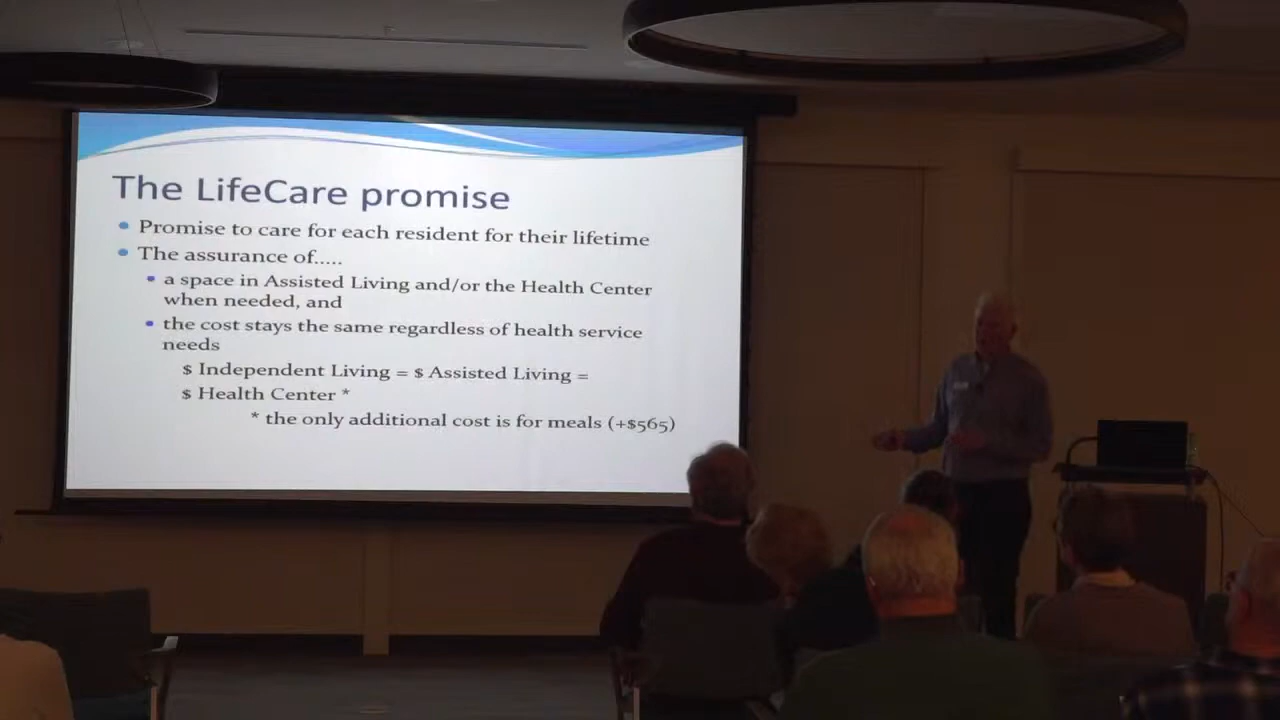 The LifeCare promise
Promise to care for each resident for their lifetime
The assurance of.....
a space in Assisted Living and/or the Health Center
when needed, and
the cost stays the same regardless of health service
needs
$ Independent Living = $ Assisted Living =
$ Health Center *
* the only additional cost is for meals (+$565)